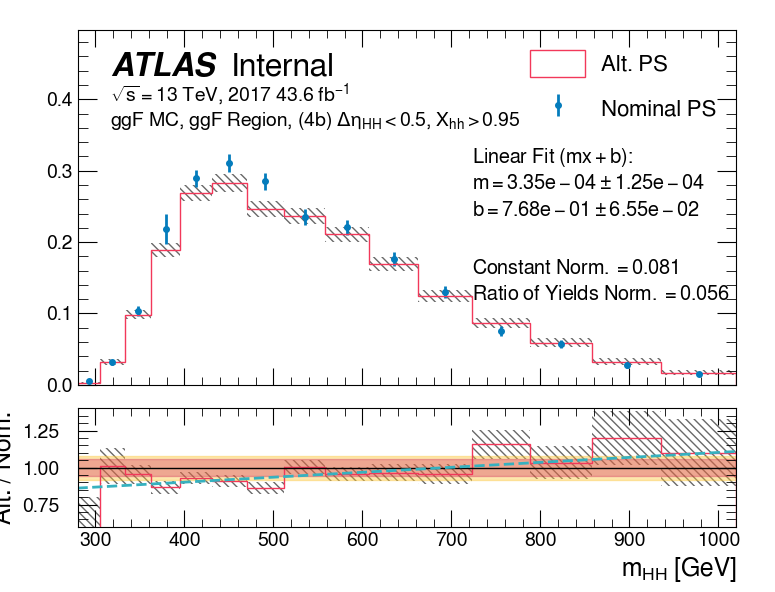 ATLAS Internal
√s = 13 TeV, 2017 43.6 fb⁻¹
ggF MC, ggF Region, (4b) Δη_HH < 0.5, X_hh > 0.95
Alt. PS
Nominal PS
Linear Fit (mx + b):
m = 3.35e − 04 ± 1.25e − 04
b = 7.68e − 01 ± 6.55e − 02
Constant Norm. = 0.081
Ratio of Yields Norm. = 0.056
0.4
0.3
0.2
0.1
0.0
Alt. / Nom.
1.25
1.00
0.75
300 400 500 600 700 800 900 1000
m_HH [GeV]